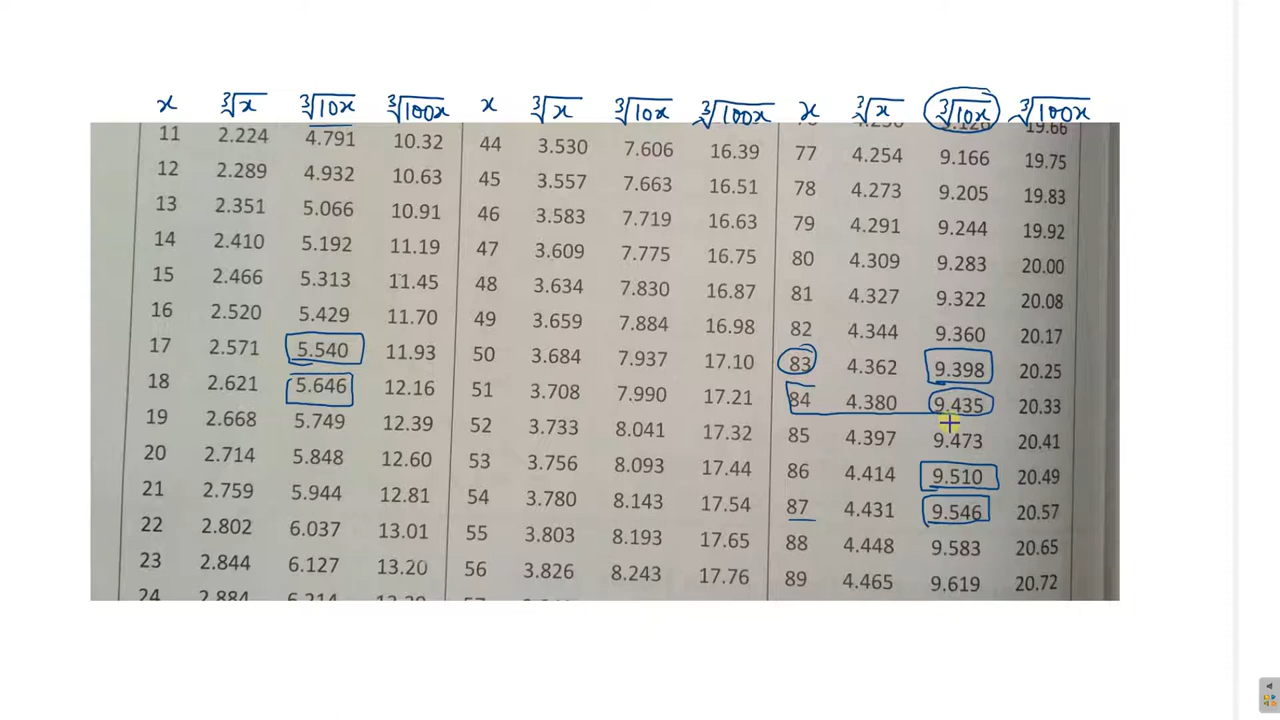 x ∛x ∛10x ∛100x x ∛x ∛10x ∛100x x ∛x ∛10x ∛100x
11 2.224 4.791 10.32 44 3.530 7.606 16.39 77 4.254 9.166 19.75
12 2.289 4.932 10.63 45 3.557 7.663 16.51 78 4.273 9.205 19.83
13 2.351 5.066 10.91 46 3.583 7.719 16.63 79 4.291 9.244 19.92
14 2.410 5.192 11.19 47 3.609 7.775 16.75 80 4.309 9.283 20.00
15 2.466 5.313 11.45 48 3.634 7.830 16.87 81 4.327 9.322 20.08
16 2.520 5.429 11.70 49 3.659 7.884 16.98 82 4.344 9.360 20.17
17 2.571 5.540 11.93 50 3.684 7.937 17.10 83 4.362 9.398 20.25
18 2.621 5.646 12.16 51 3.708 7.990 17.21 84 4.380 9.435 20.33
19 2.668 5.749 12.39 52 3.733 8.041 17.32 85 4.397 9.473 20.41
20 2.714 5.848 12.60 53 3.756 8.093 17.44 86 4.414 9.510 20.49
21 2.759 5.944 12.81 54 3.780 8.143 17.54 87 4.431 9.546 20.57
22 2.802 6.037 13.01 55 3.803 8.193 17.65 88 4.448 9.583 20.65
23 2.844 6.127 13.20 56 3.826 8.243 17.76 89 4.465 9.619 20.72